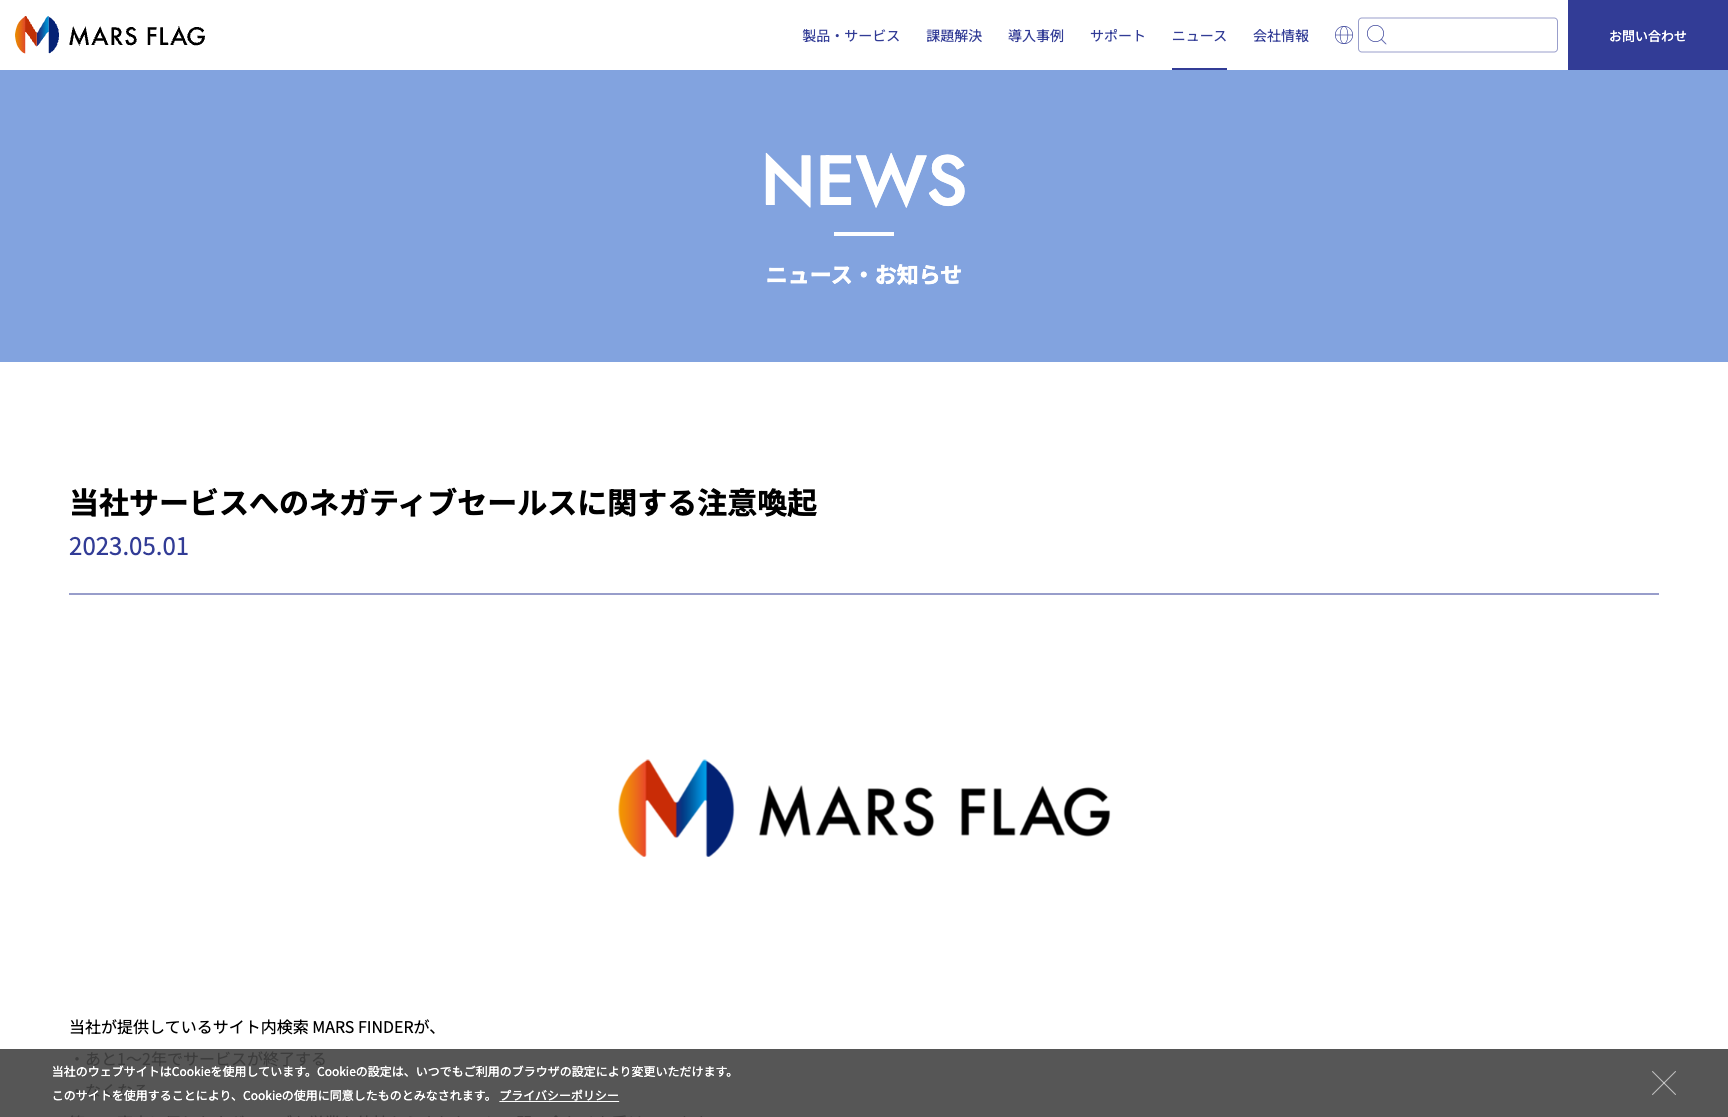 MARS FLAG
製品・サービス 課題解決 導入事例 サポート ニュース 会社情報 お問い合わせ
NEWS
ニュース・お知らせ
当社サービスへのネガティブセールスに関する注意喚起
2023.05.01
MARS FLAG
当社が提供しているサイト内検索 MARS FINDERが、
・あと1〜2年でサービスが終了する
当社のウェブサイトはCookieを使用しています。Cookieの設定は、いつでもご利用のブラウザの設定により変更いただけます。
このサイトを使用することにより、Cookieの使用に同意したものとみなされます。 プライバシーポリシー